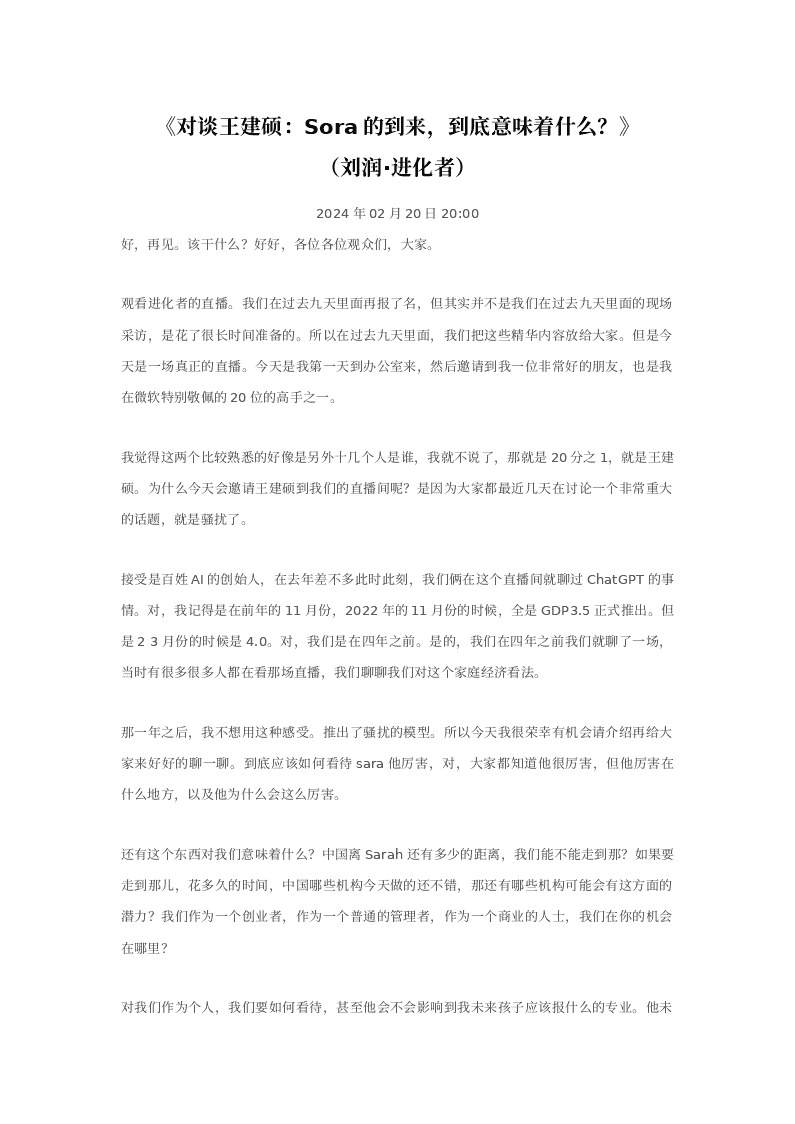 《对谈王建硕：Sora 的到来，到底意味着什么？》
（刘润·进化者）
2024 年 02 月 20 日 20:00
好，再见。该干什么？好好，各位各位观众们，大家。
观看进化者的直播。我们在过去九天里面再报了名，但其实并不是我们在过去九天里面的现场
采访，是花了很长时间准备的。所以在过去九天里面，我们把这些精华内容放给大家。但是今
天是一场真正的直播。今天是我第一天到办公室来，然后邀请到我一位非常好的朋友，也是我
在微软特别敬佩的 20 位的高手之一。
我觉得这两个比较熟悉的好像是另外十几个人是谁，我就不说了，那就是 20 分之 1，就是王建
硕。为什么今天会邀请王建硕到我们的直播间呢？是因为大家都最近几天在讨论一个非常重大
的话题，就是骚扰了。
接受是百姓 AI 的创始人，在去年差不多此时此刻，我们俩在这个直播间就聊过 ChatGPT 的事
情。对，我记得是在前年的 11 月份，2022 年的 11 月份的时候，全是 GDP3.5 正式推出。但
是 2 3 月份的时候是 4.0。对，我们是在四年之前。是的，我们在四年之前我们就聊了一场，
当时有很多很多人都在看那场直播，我们聊聊我们对这个家庭经济看法。
那一年之后，我不想用这种感受。推出了骚扰的模型。所以今天我很荣幸有机会请介绍再给大
家来好好的聊一聊。到底应该如何看待 sara 他厉害，对，大家都知道他很厉害，但他厉害在
什么地方，以及他为什么会这么厉害。
还有这个东西对我们意味着什么？中国离 Sarah 还有多少的距离，我们能不能走到那？如果要
走到那儿，花多久的时间，中国哪些机构今天做的还不错，那还有哪些机构可能会有这方面的
潜力？我们作为一个创业者，作为一个普通的管理者，作为一个商业的人士，我们在你的机会
在哪里？
对我们作为个人，我们要如何看待，甚至他会不会影响到我未来孩子应该报什么的专业。他未